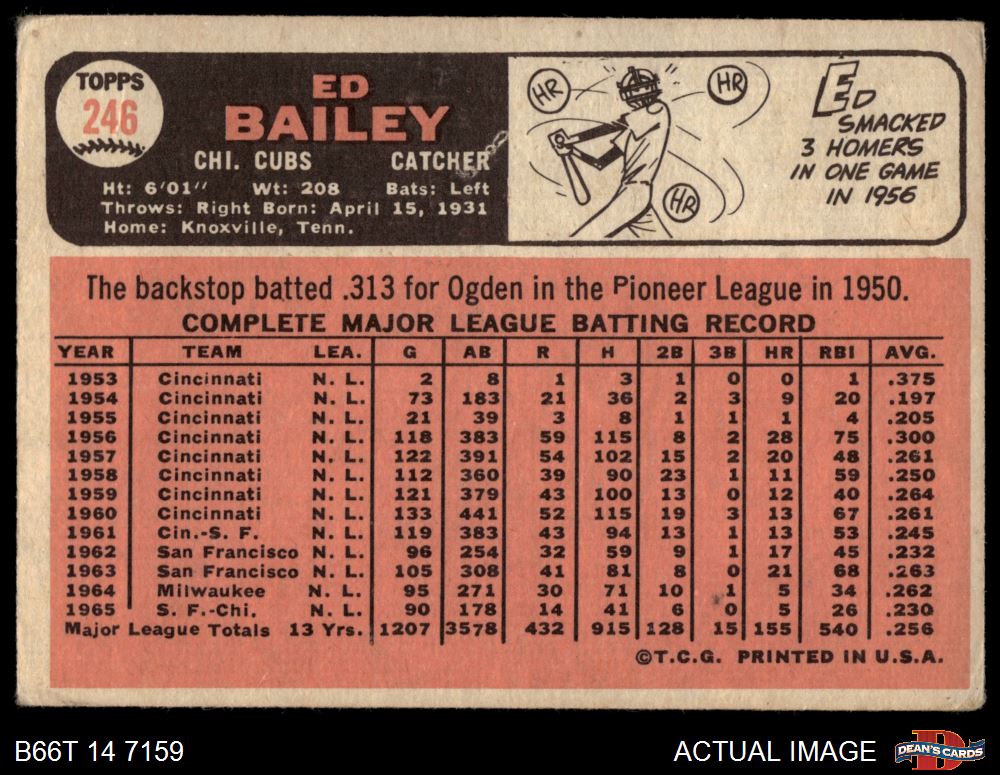 TOPPS
246
ED
BAILEY
CHI. CUBS CATCHER
Ht: 6'01" Wt: 208 Bats: Left
Throws: Right Born: April 15, 1931
Home: Knoxville, Tenn.
HR
HR
HR
ED
SMACKED
3 HOMERS
IN ONE GAME
IN 1956
The backstop batted .313 for Ogden in the Pioneer League in 1950.
COMPLETE MAJOR LEAGUE BATTING RECORD
YEAR TEAM LEA. G AB R H 2B 3B HR RBI AVG.
1953 Cincinnati N. L. 2 8 1 3 1 0 0 1 .375
1954 Cincinnati N. L. 73 183 21 36 2 3 9 20 .197
1955 Cincinnati N. L. 21 39 3 8 1 1 1 4 .205
1956 Cincinnati N. L. 118 383 59 115 8 2 28 75 .300
1957 Cincinnati N. L. 122 391 54 102 15 2 20 48 .261
1958 Cincinnati N. L. 112 360 39 90 23 1 11 59 .250
1959 Cincinnati N. L. 121 379 43 100 13 0 12 40 .264
1960 Cincinnati N. L. 133 441 52 115 19 3 13 67 .261
1961 Cin.-S. F. N. L. 119 383 43 94 13 1 13 53 .245
1962 San Francisco N. L. 96 254 32 59 9 1 17 45 .232
1963 San Francisco N. L. 105 308 41 81 8 0 21 68 .263
1964 Milwaukee N. L. 95 271 30 71 10 1 5 34 .262
1965 S. F.-Chi. N. L. 90 178 14 41 6 0 5 26 .230
Major League Totals 13 Yrs. 1207 3578 432 915 128 15 155 540 .256
©T.C.G. PRINTED IN U.S.A.
B66T 14 7159 ACTUAL IMAGE DEAN'S CARDS